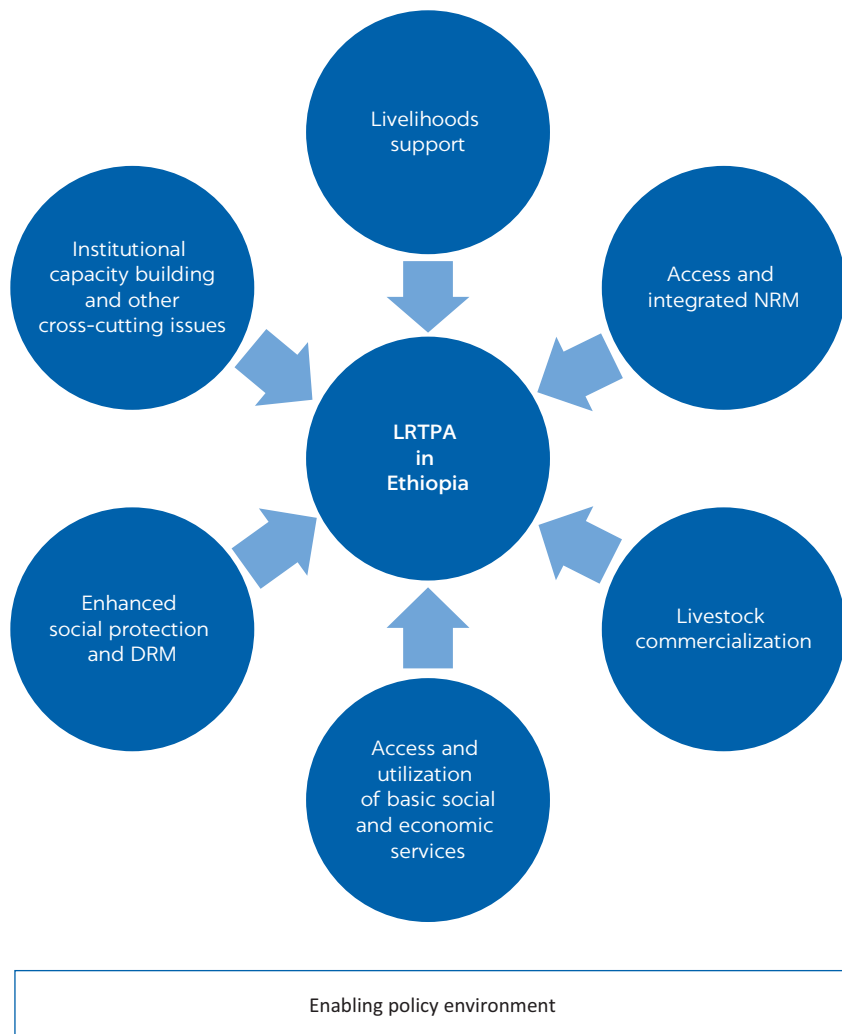 Livelihoods
support
Institutional
capacity building
and other
cross-cutting issues
Access and
integrated NRM
LRTPA
in
Ethiopia
Enhanced
social protection
and DRM
Livestock
commercialization
Access and
utilization
of basic social
and economic
services
Enabling policy environment